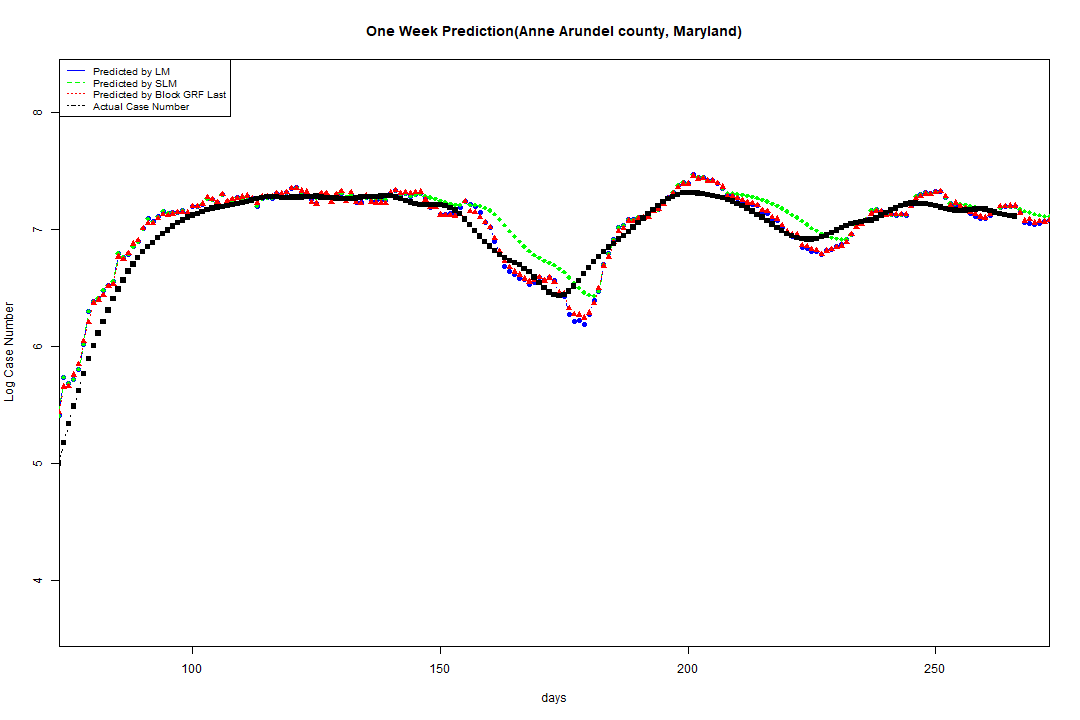 One Week Prediction(Anne Arundel county, Maryland)
Predicted by LM
Predicted by SLM
Predicted by Block GRF Last
Actual Case Number
8
7
6
5
4
Log Case Number
100 150 200 250
days